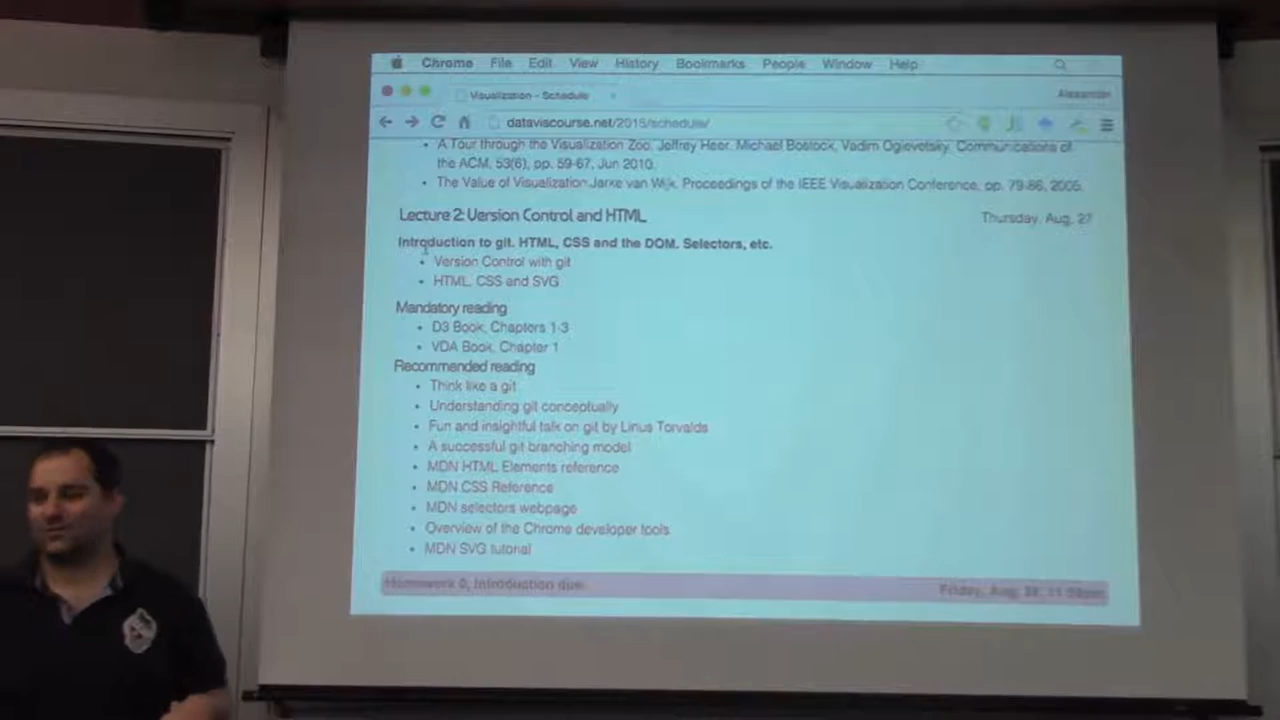 Chrome File Edit View History Bookmarks People Window Help
Visualization - Schedule
Alexander
dataviscourse.net/2015/schedule/
• A Tour through the Visualization Zoo, Jeffrey Heer, Michael Bostock, Vadim Ogievetsky, Communications of
the ACM, 53(6), pp. 59-67, Jun 2010.
• The Value of Visualization Jarke van Wijk, Proceedings of the IEEE Visualization Conference, pp. 79-86, 2005.
Lecture 2: Version Control and HTML Thursday, Aug, 27
Introduction to git. HTML, CSS and the DOM. Selectors, etc.
• Version Control with git
• HTML, CSS and SVG
Mandatory reading
• D3 Book, Chapters 1-3
• VDA Book, Chapter 1
Recommended reading
• Think like a git
• Understanding git conceptually
• Fun and insightful talk on git by Linus Torvalds
• A successful git branching model
• MDN HTML Elements reference
• MDN CSS Reference
• MDN selectors webpage
• Overview of the Chrome developer tools
• MDN SVG tutorial
Homework 0, Introduction due Friday, Aug, 28, 11:59pm